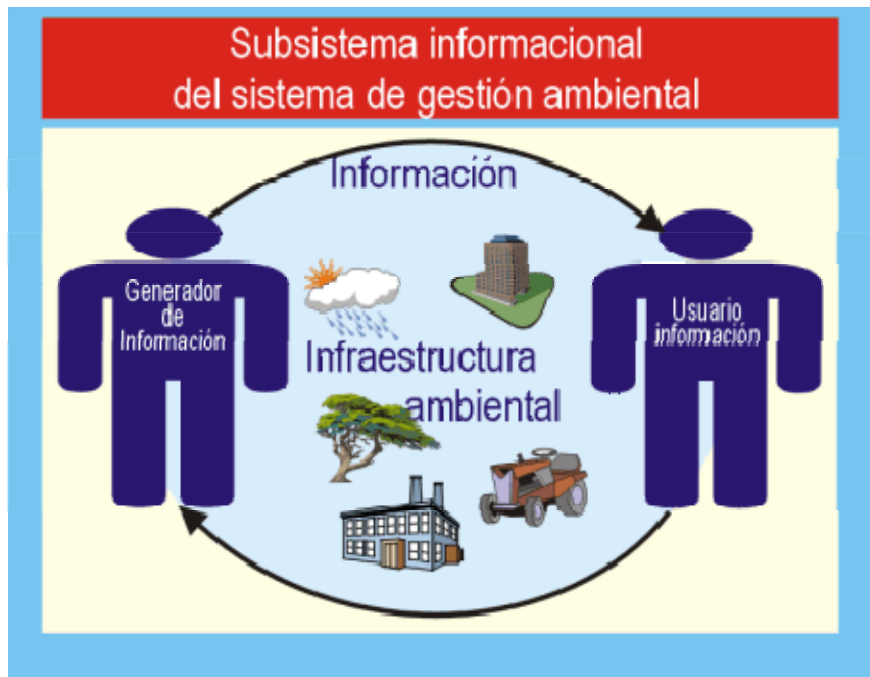 Subsistema informacional
del sistema de gestión ambiental
Información
Generador
de
Información
Usuario
información
Infraestructura
ambiental